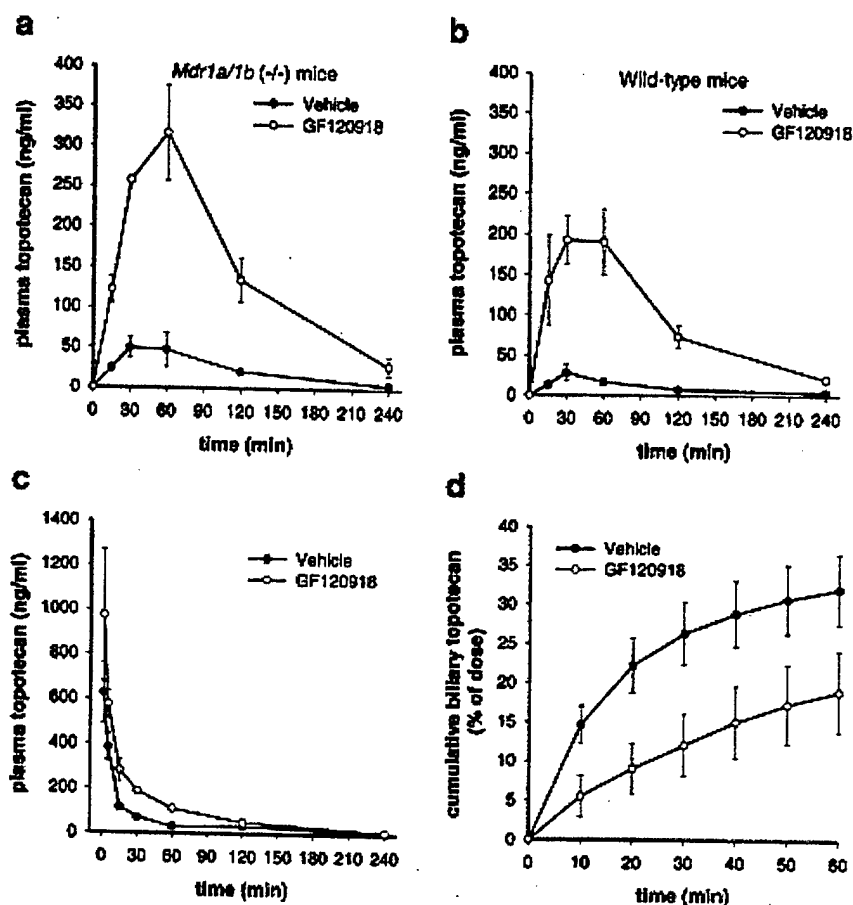 a
Mdr1a/1b (-/-) mice
Vehicle
GF120918
plasma topotecan (ng/ml)
400
350
300
250
200
150
100
50
0
0 30 60 90 120 150 180 210 240
time (min)
b
Wild-type mice
Vehicle
GF120918
plasma topotecan (ng/ml)
400
350
300
250
200
150
100
50
0
0 30 60 90 120 150 180 210 240
time (min)
c
Vehicle
GF120918
plasma topotecan (ng/ml)
1400
1200
1000
800
600
400
200
0
0 30 60 90 120 150 180 210 240
time (min)
d
Vehicle
GF120918
cumulative biliary topotecan
(% of dose)
40
35
30
25
20
15
10
5
0
0 10 20 30 40 50 60
time (min)